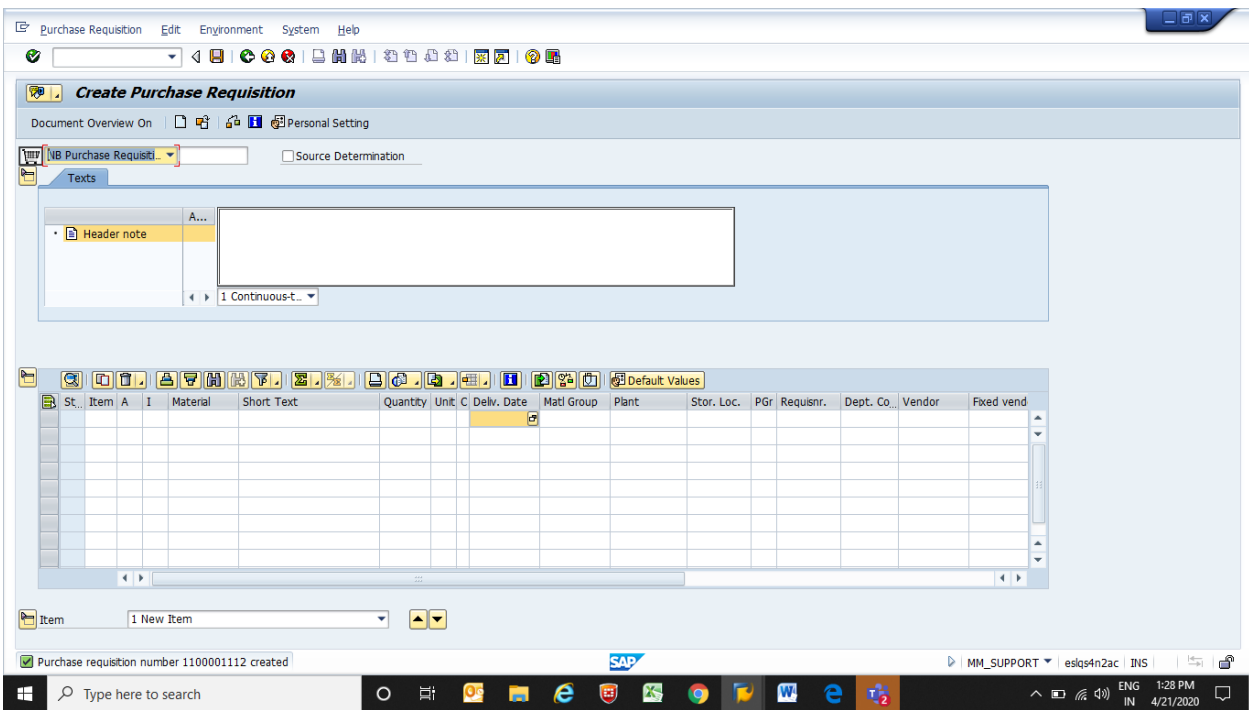 Purchase Requisition Edit Environment System Help
Create Purchase Requisition
Document Overview On Personal Setting
NB Purchase Requisiti... Source Determination
Texts
A...
Header note
1 Continuous-t...
Default Values
St... Item A I Material Short Text Quantity Unit C Deliv. Date Matl Group Plant Stor. Loc. PGr Requisnr. Dept. Co... Vendor Fixed vend
Item 1 New Item
Purchase requisition number 1100001112 created SAP MM_SUPPORT eslqs4n2ac INS
Type here to search ENG 1:28 PM
IN 4/21/2020